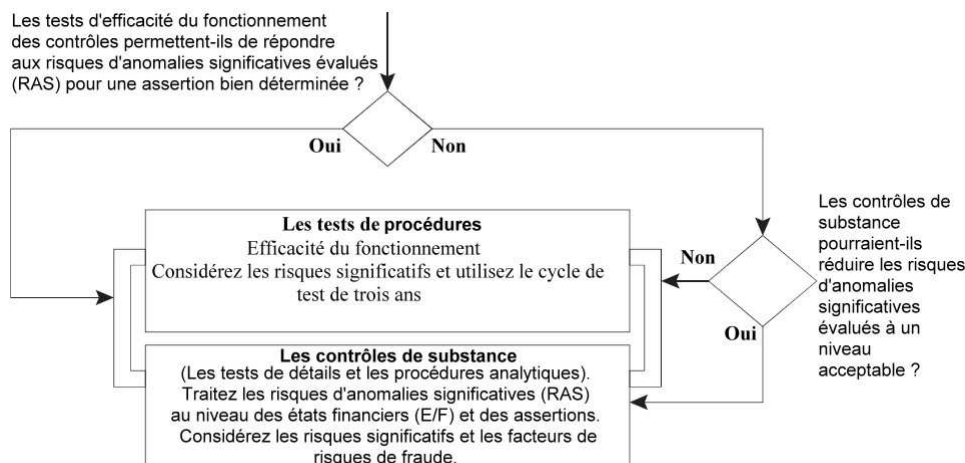 Les tests d'efficacité du fonctionnement
des contrôles permettent-ils de répondre
aux risques d'anomalies significatives évalués
(RAS) pour une assertion bien déterminée ?
Oui
Non
Les tests de procédures
Efficacité du fonctionnement
Considérez les risques significatifs et utilisez le cycle de
test de trois ans
Non
Oui
Les contrôles de
substance
pourraient-ils
réduire les risques
d'anomalies
significatives
évalués à un
niveau
acceptable ?
Les contrôles de substance
(Les tests de détails et les procédures analytiques).
Traitez les risques d'anomalies significatives (RAS)
au niveau des états financiers (E/F) et des assertions.
Considérez les risques significatifs et les facteurs de
risques de fraude.